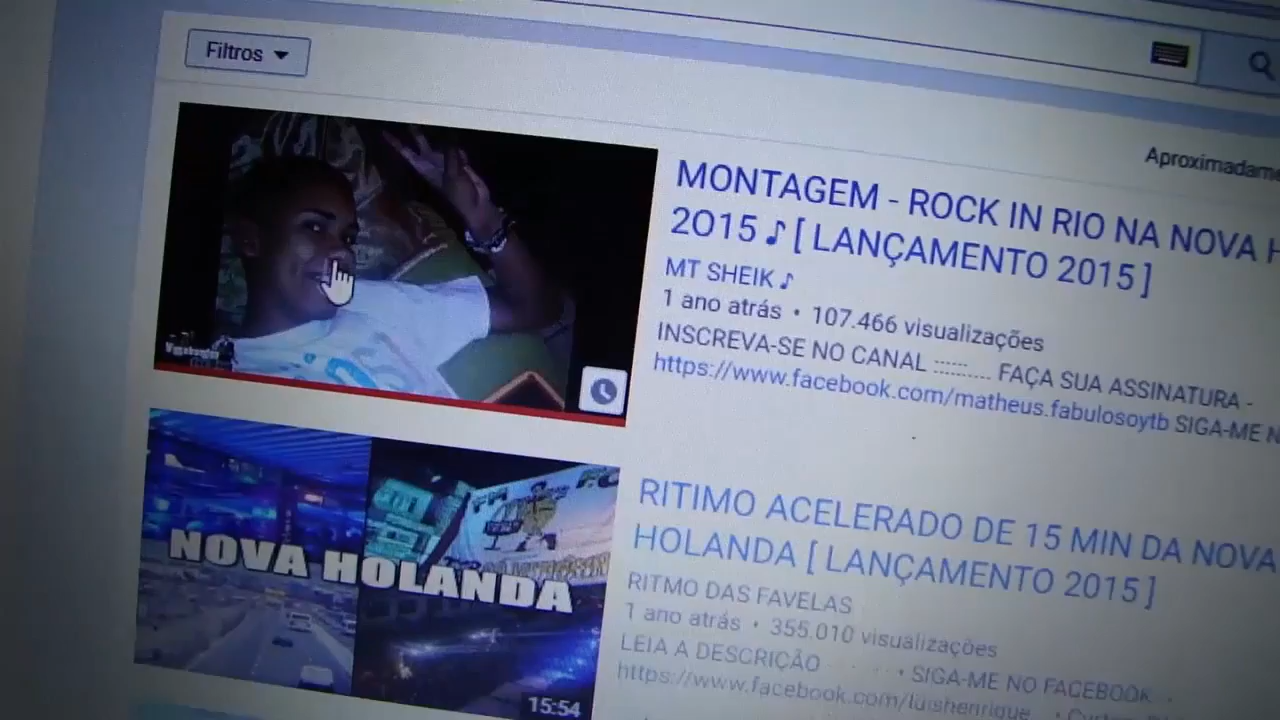 Filtros
Aproximadame
MONTAGEM - ROCK IN RIO NA NOVA H
2O15 ♪ [ LANÇAMENTO 2015 ]
MT SHEIK ♪
1 ano atrás • 107.466 visualizações
INSCREVA-SE NO CANAL ::::::.... FAÇA SUA ASSINATURA -
https://www.facebook.com/matheus.fabulosoytb SIGA-ME N
NOVA HOLANDA
15:54
RITIMO ACELERADO DE 15 MIN DA NOVA
HOLANDA [ LANÇAMENTO 2015 ]
RITMO DAS FAVELAS
1 ano atrás • 355.010 visualizações
LEIA A DESCRIÇÃO • SIGA-ME NO FACEBOOK
https://www.facebook.com/luishenrique